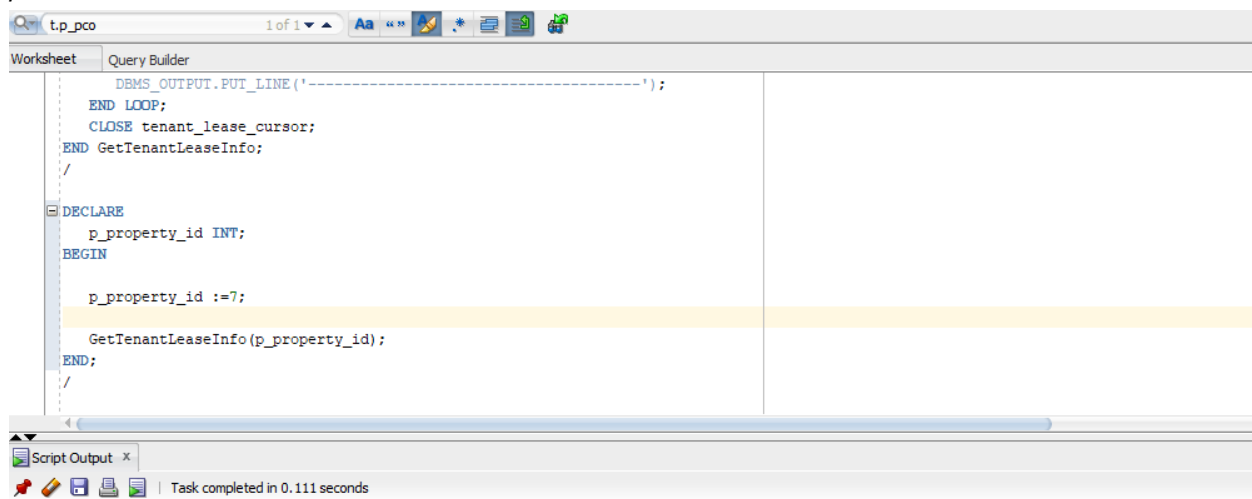 t.p_pco 1 of 1 Aa “ ” .*
Worksheet Query Builder
DBMS_OUTPUT.PUT_LINE('--------------------------------------');
END LOOP;
CLOSE tenant_lease_cursor;
END GetTenantLeaseInfo;
/
DECLARE
p_property_id INT;
BEGIN
p_property_id :=7;
GetTenantLeaseInfo(p_property_id);
END;
/
Script Output x
| Task completed in 0.111 seconds